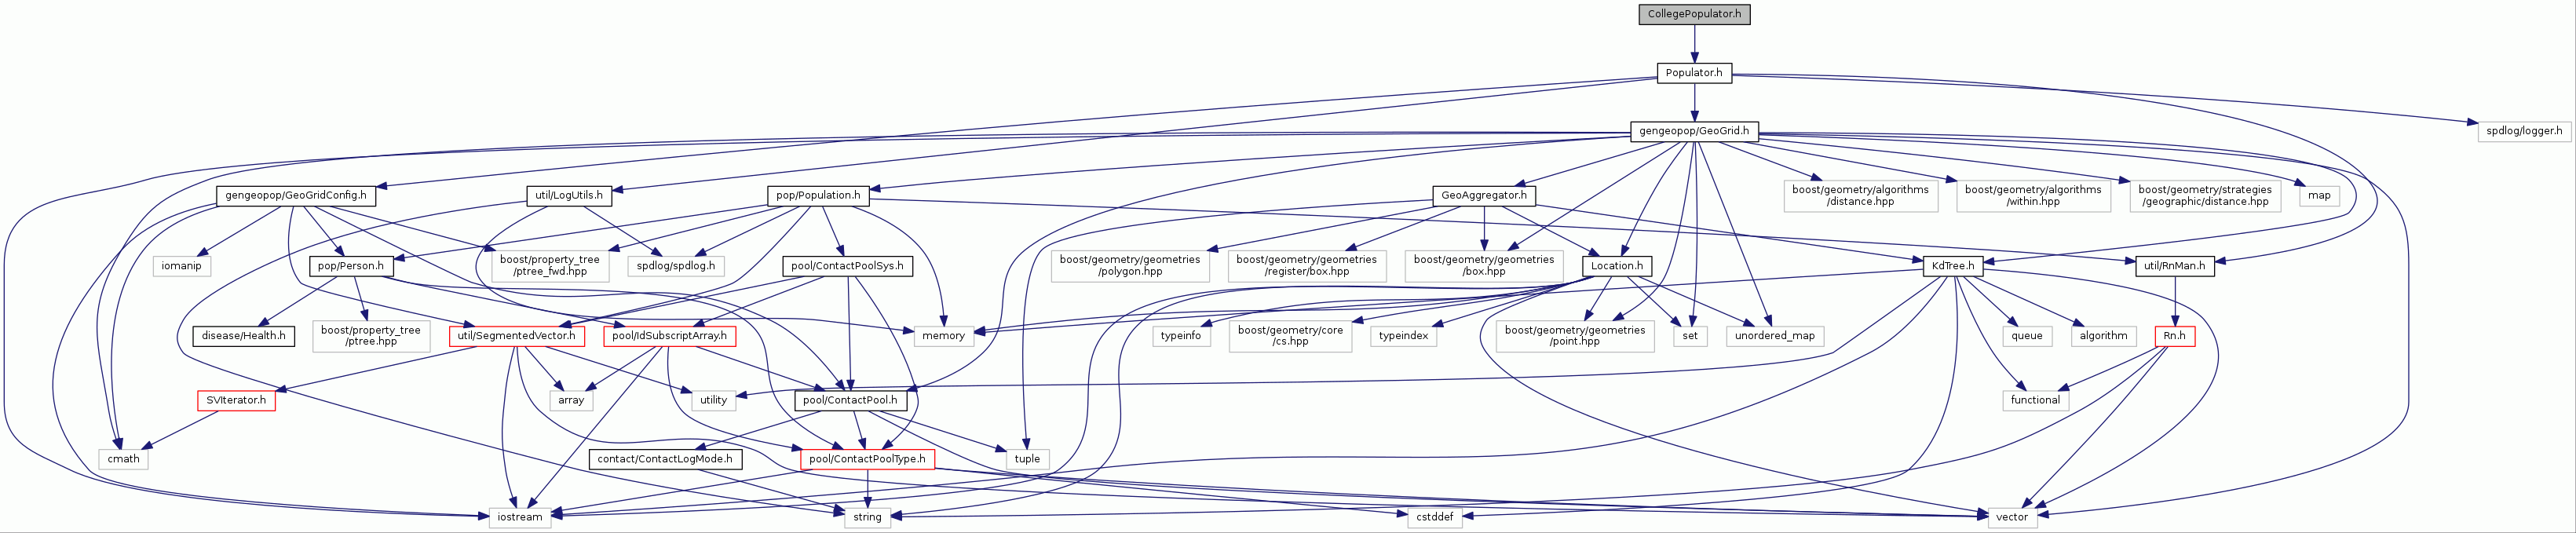 CollegePopulator.h
Populator.h
gengeopop/GeoGrid.h
spdlog/logger.h
gengeopop/GeoGridConfig.h
util/LogUtils.h
pop/Population.h
GeoAggregator.h
boost/geometry/algorithms
/distance.hpp
boost/geometry/algorithms
/within.hpp
boost/geometry/strategies
/geographic/distance.hpp
map
iomanip
pop/Person.h
boost/property_tree
/ptree_fwd.hpp
spdlog/spdlog.h
pool/ContactPoolSys.h
boost/geometry/geometries
/polygon.hpp
boost/geometry/geometries
/register/box.hpp
boost/geometry/geometries
/box.hpp
Location.h
KdTree.h
util/RnMan.h
disease/Health.h
boost/property_tree
/ptree.hpp
util/SegmentedVector.h
pool/IdSubscriptArray.h
memory
typeinfo
boost/geometry/core
/cs.hpp
typeindex
boost/geometry/geometries
/point.hpp
set
unordered_map
queue
algorithm
Rn.h
SVIterator.h
array
utility
pool/ContactPool.h
functional
cmath
contact/ContactLogMode.h
pool/ContactPoolType.h
tuple
iostream
string
cstddef
vector